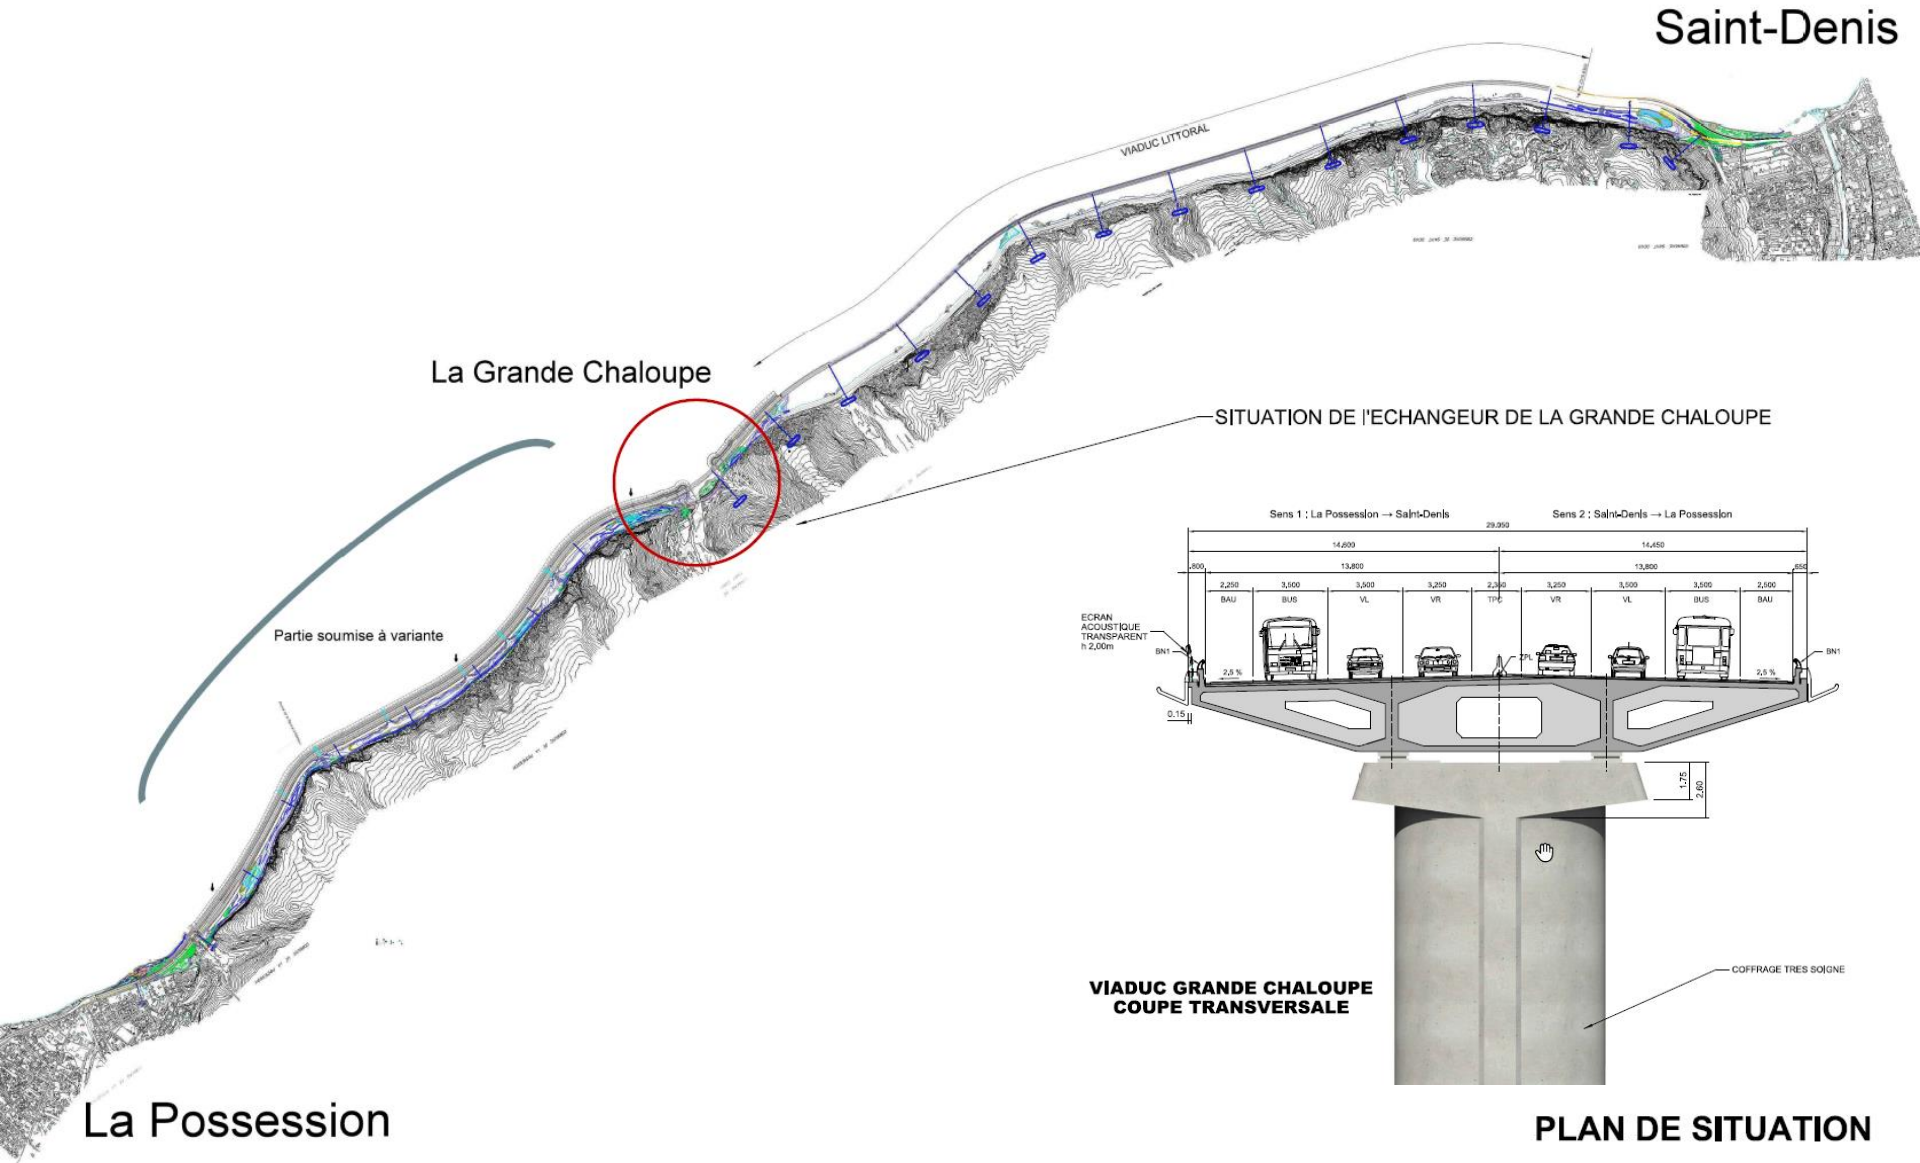 Saint-Denis
VIADUC LITTORAL
La Grande Chaloupe
SITUATION DE l'ECHANGEUR DE LA GRANDE CHALOUPE
Partie soumise à variante
Sens 1 : La Possession → Saint-Denis
Sens 2 : Saint-Denis → La Possession
29.050
14.600
14.450
.800
13.800
13,800
650
2,250
3,500
3,500
3,250
3,250
3,500
3,500
2,500
BAU
BUS
VL
VR
TPC
VR
VL
BUS
BAU
ECRAN
ACOUSTIQUE
TRANSPARENT
h 2,00m
BN1
ZPL
BN1
2,5 %
2,5 %
0.15
1.75
2.60
COFFRAGE TRES SOIGNE
VIADUC GRANDE CHALOUPE
COUPE TRANSVERSALE
La Possession
PLAN DE SITUATION